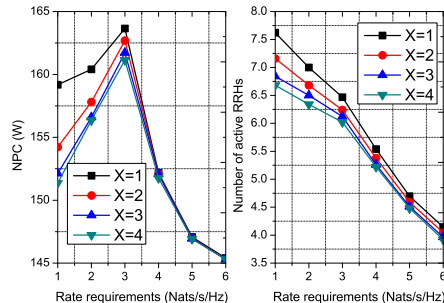 165
160
155
150
145
NPC (W)
X=1
X=2
X=3
X=4
1 2 3 4 5 6
Rate requirements (Nats/s/Hz)
8.0
7.5
7.0
6.5
6.0
5.5
5.0
4.5
4.0
3.5
Number of active RRHs
X=1
X=2
X=3
X=4
1 2 3 4 5 6
Rate requirements (Nats/s/Hz)